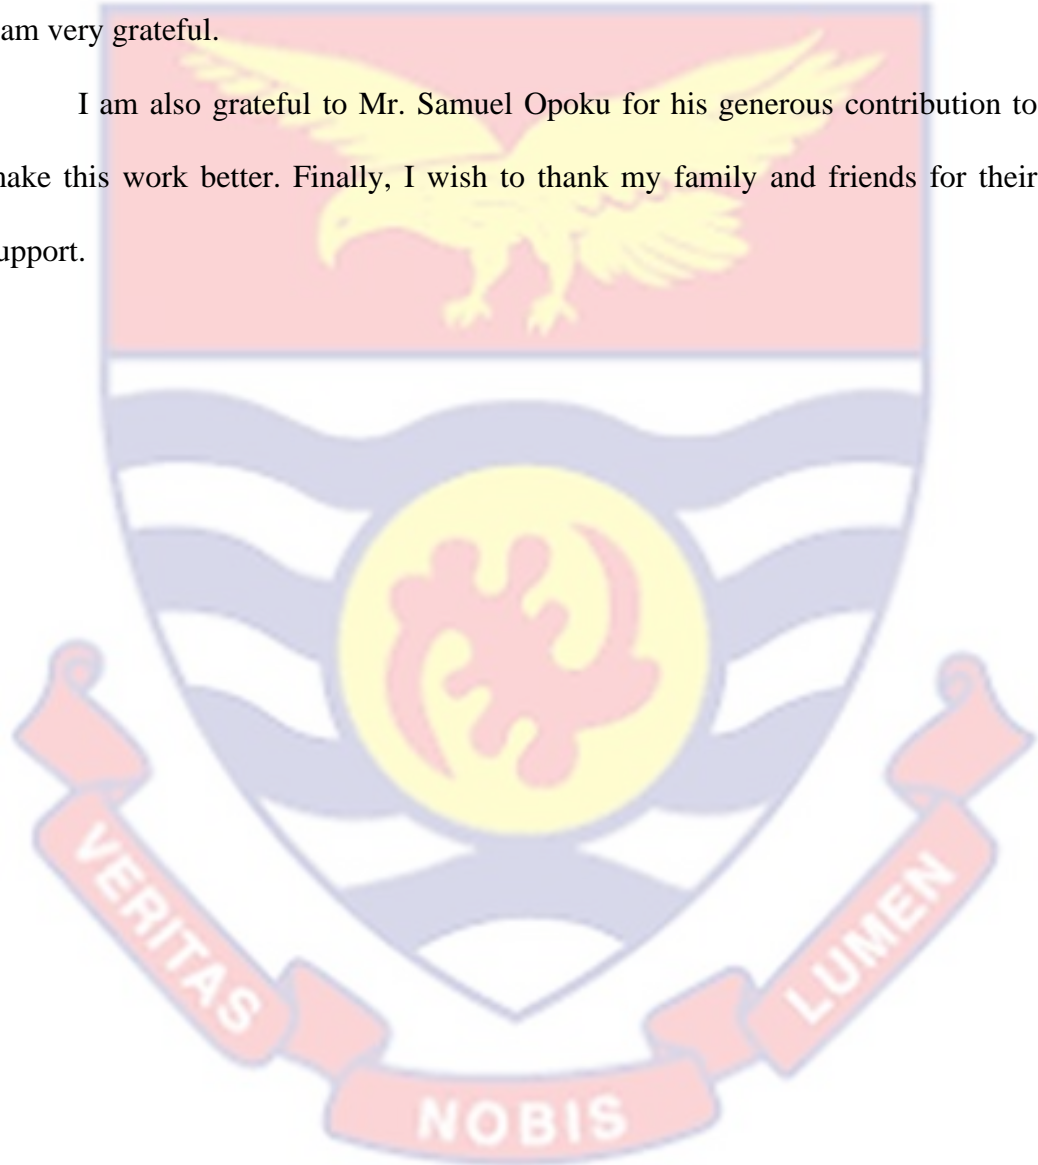 am very grateful.
I am also grateful to Mr. Samuel Opoku for his generous contribution to
make this work better. Finally, I wish to thank my family and friends for their
upport.
VERITAS
NOBIS
LUMEN